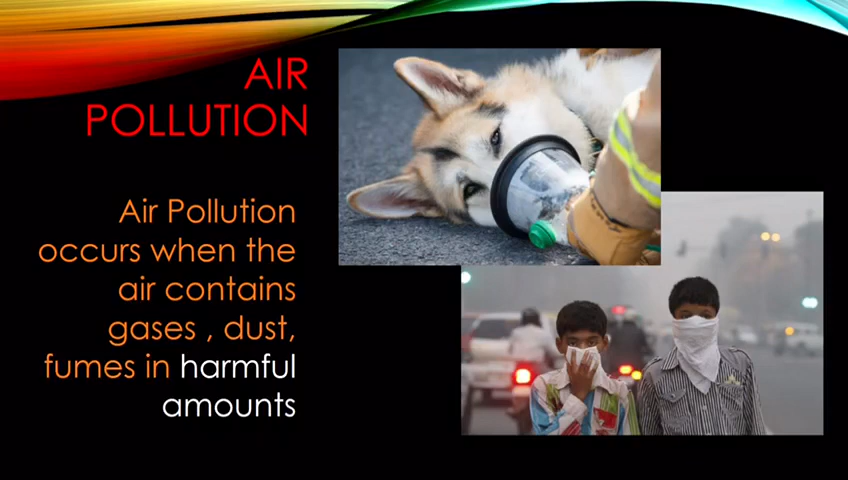 AIR
POLLUTION
Air Pollution
occurs when the
air contains
gases , dust,
fumes in harmful
amounts